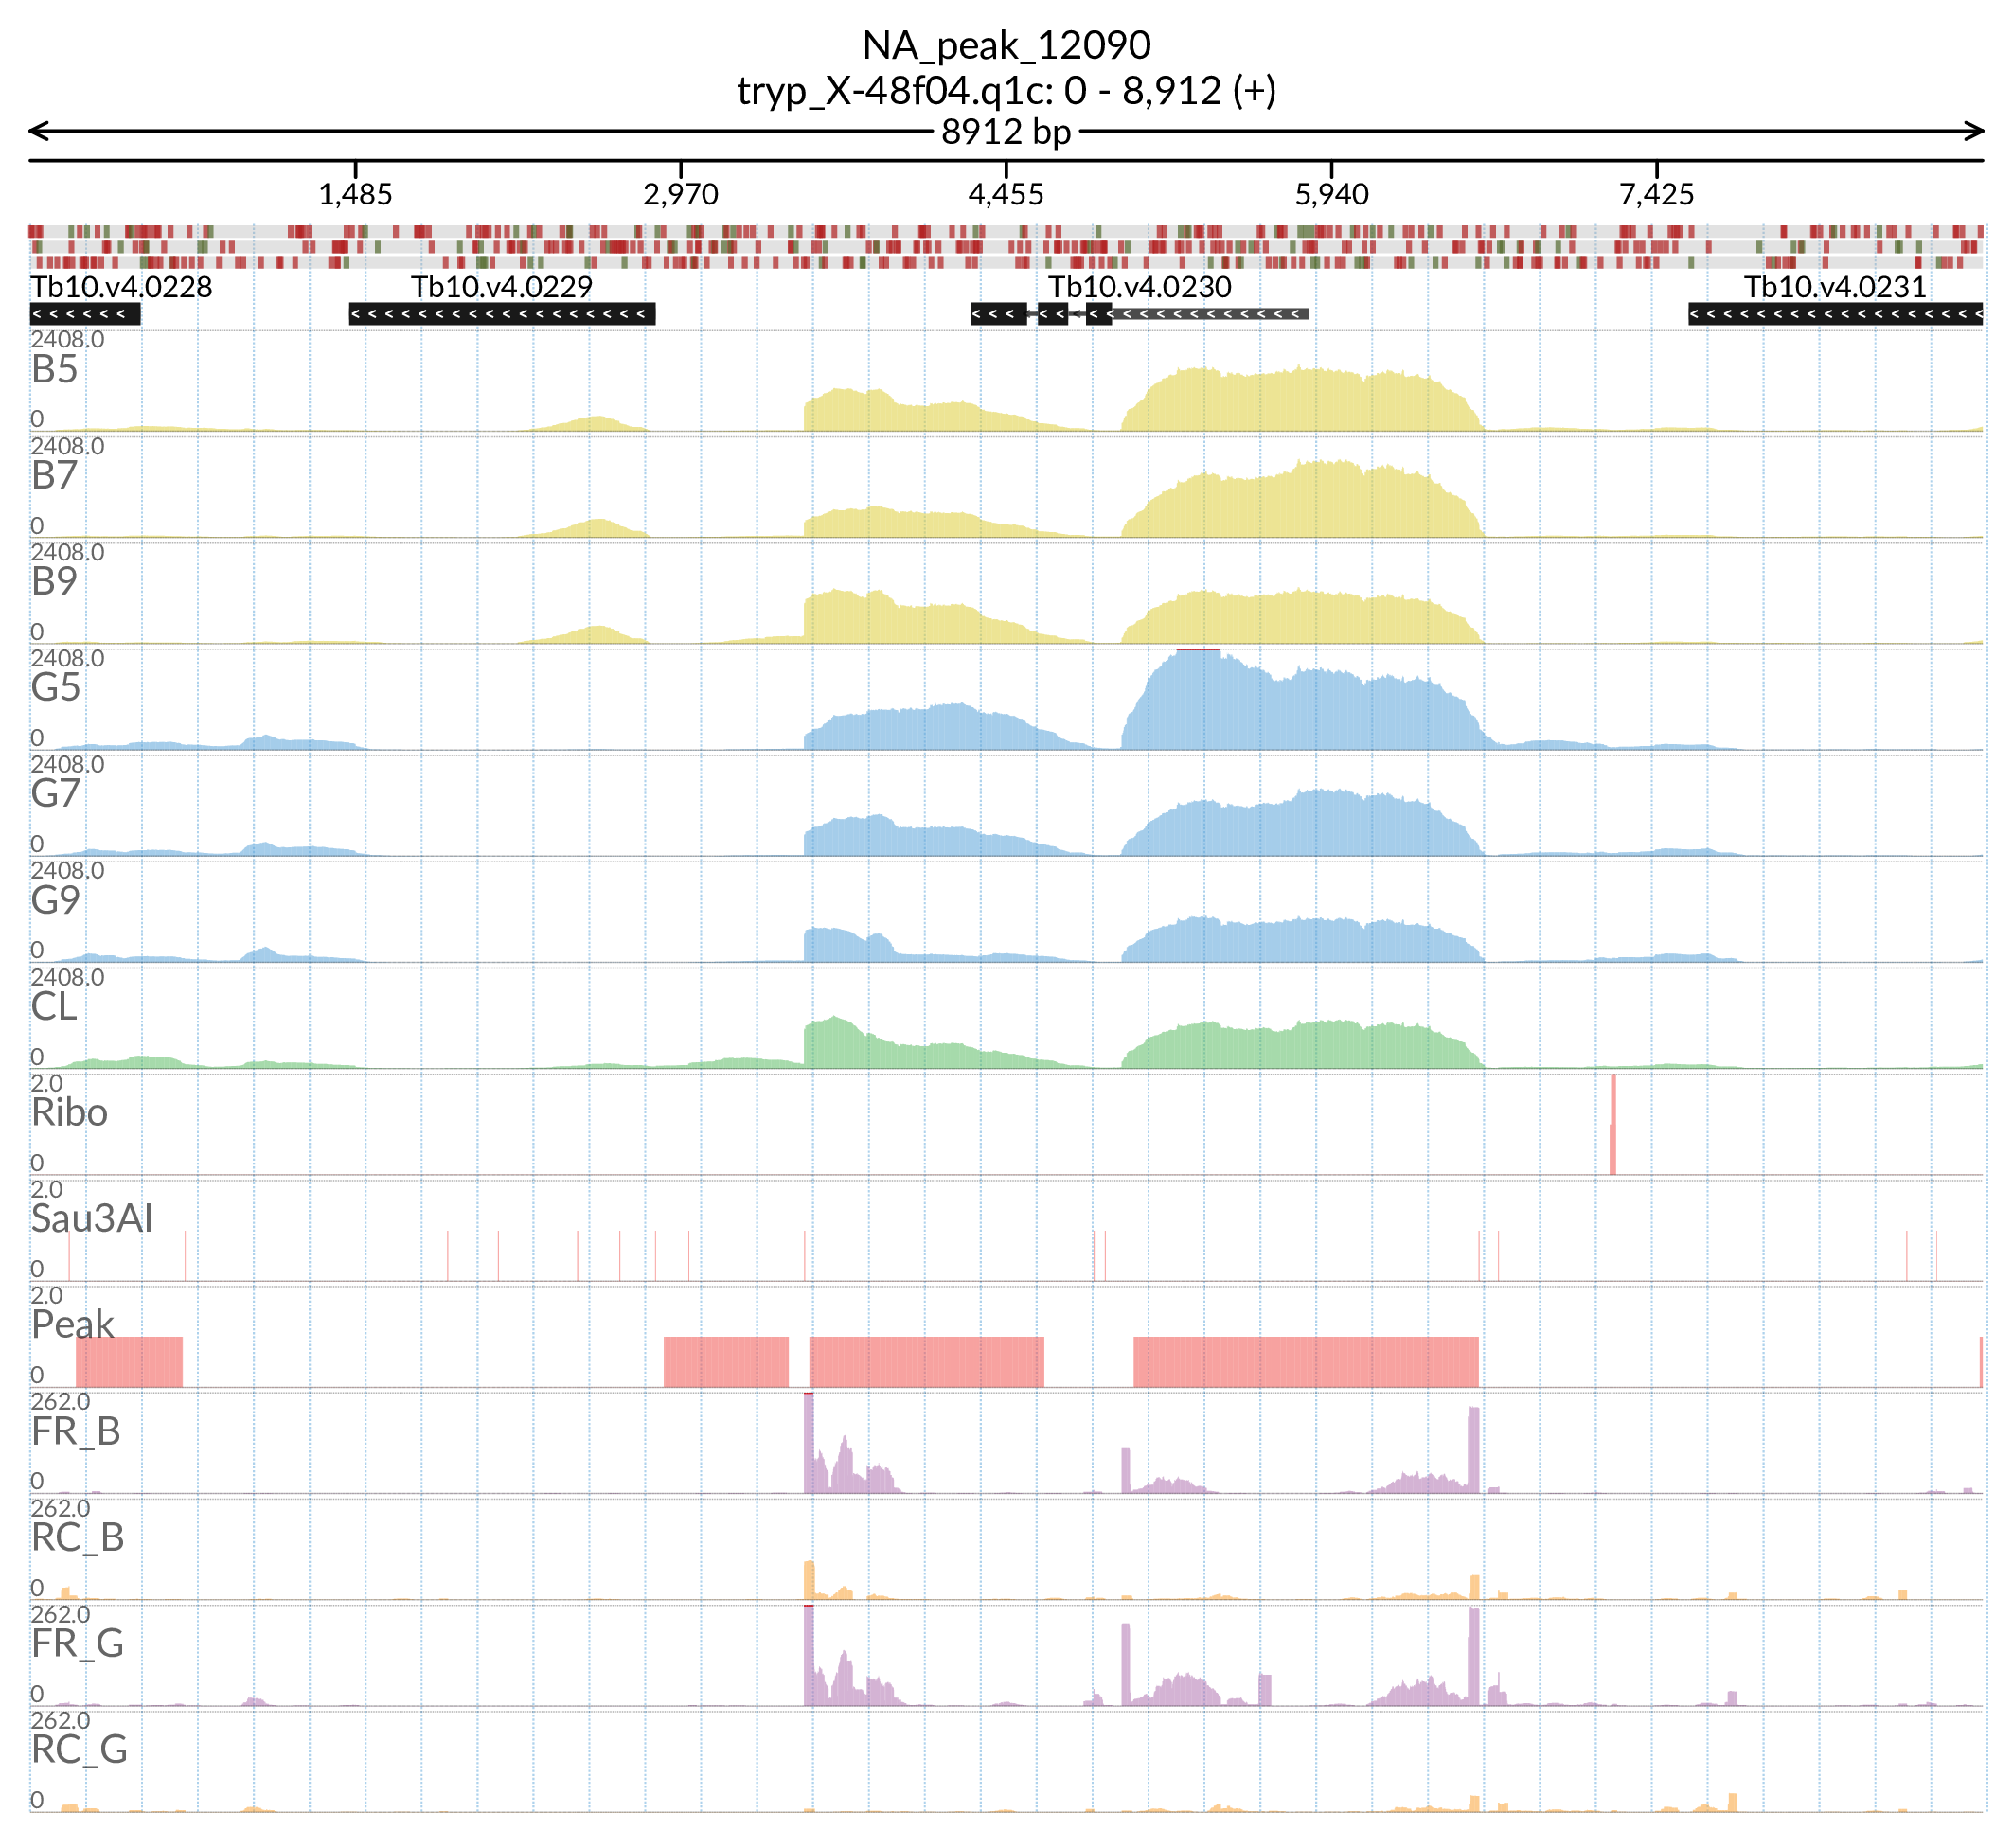 NA_peak_12090
tryp_X-48f04.q1c: 0 - 8,912 (+)
8912 bp
1,485 2,970 4,455 5,940 7,425
Tb10.v4.0228 Tb10.v4.0229 Tb10.v4.0230 Tb10.v4.0231
2408.0
B5
0
2408.0
B7
0
2408.0
B9
0
2408.0
G5
0
2408.0
G7
0
2408.0
G9
0
2408.0
CL
0
2.0
Ribo
0
2.0
Sau3AI
0
2.0
Peak
0
262.0
FR_B
0
262.0
RC_B
0
262.0
FR_G
0
262.0
RC_G
0